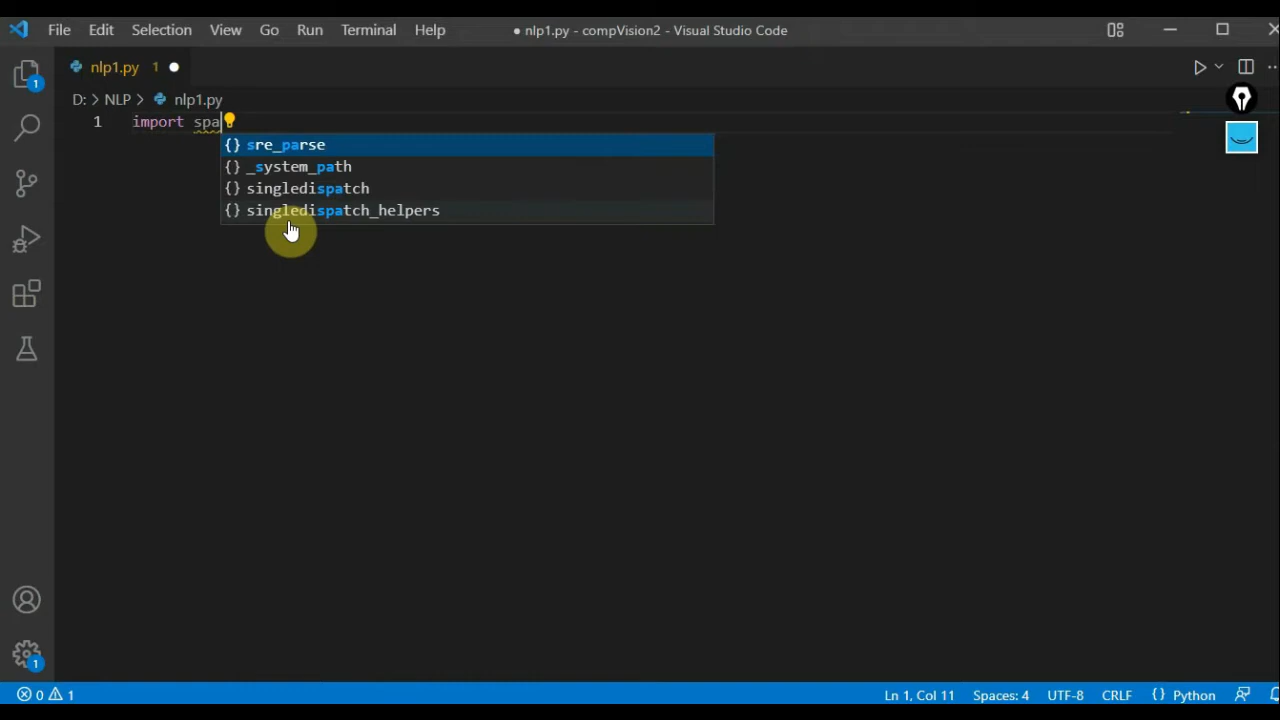 File Edit Selection View Go Run Terminal Help ● nlp1.py - compVision2 - Visual Studio Code
1
nlp1.py 1
D: > NLP > nlp1.py
1 import spa
{} sre_parse
{} _system_path
{} singledispatch
{} singledispatch_helpers
1
0 1 Ln 1, Col 11 Spaces: 4 UTF-8 CRLF {} Python